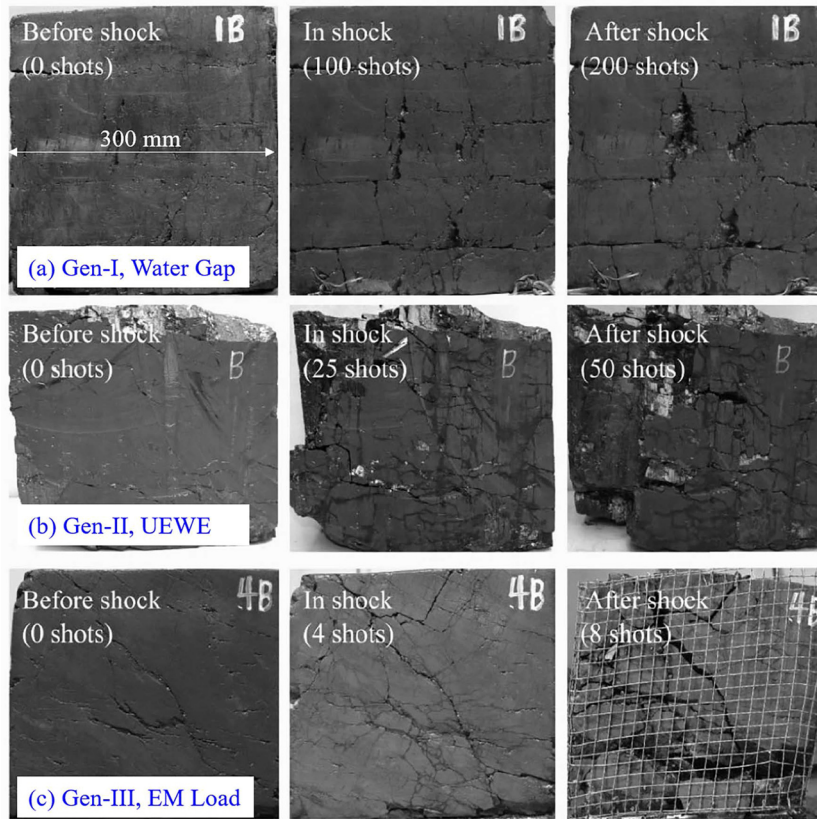 Before shock
(0 shots)
1B
300 mm
(a) Gen-I, Water Gap
In shock
(100 shots)
1B
After shock
(200 shots)
1B
Before shock
(0 shots)
B
(b) Gen-II, UEWE
In shock
(25 shots)
B
After shock
(50 shots)
B
Before shock
(0 shots)
4B
(c) Gen-III, EM Load
In shock
(4 shots)
4B
After shock
(8 shots)
4B